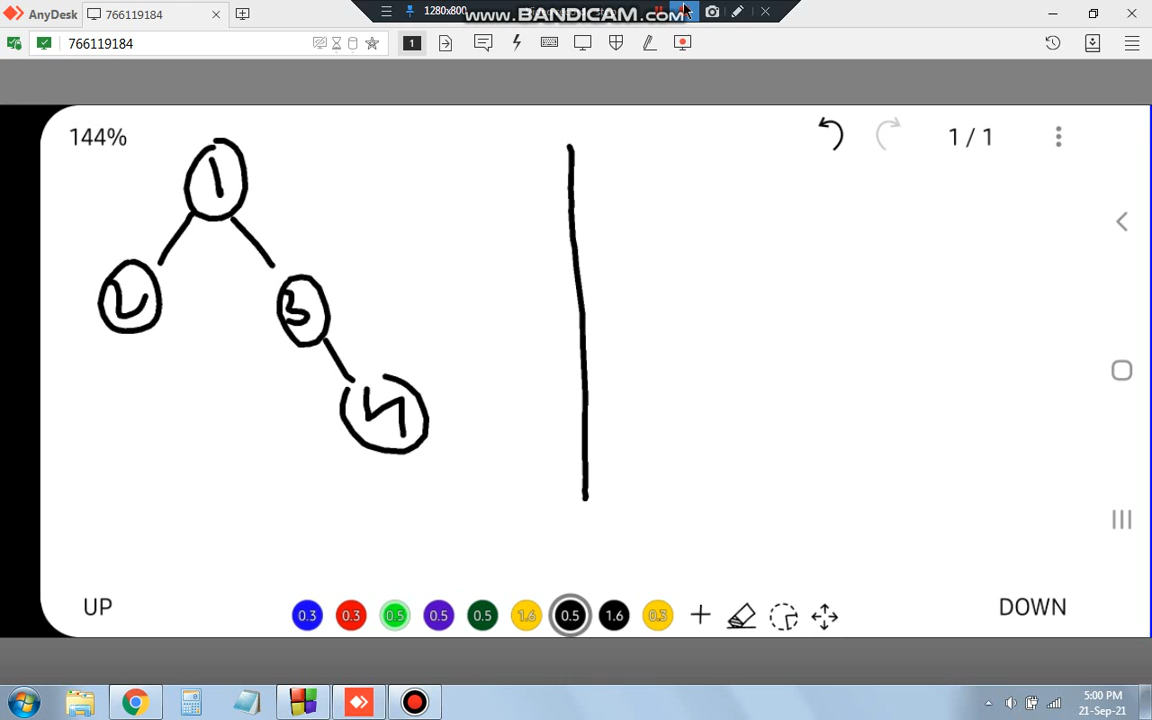 AnyDesk
766119184
1280x800
www.BANDICAM.com
766119184
1
144%
1 / 1
1
2
3
4
UP
0.3
0.3
0.5
0.5
0.5
1.6
0.5
1.6
0.3
DOWN
5:00 PM
21-Sep-21